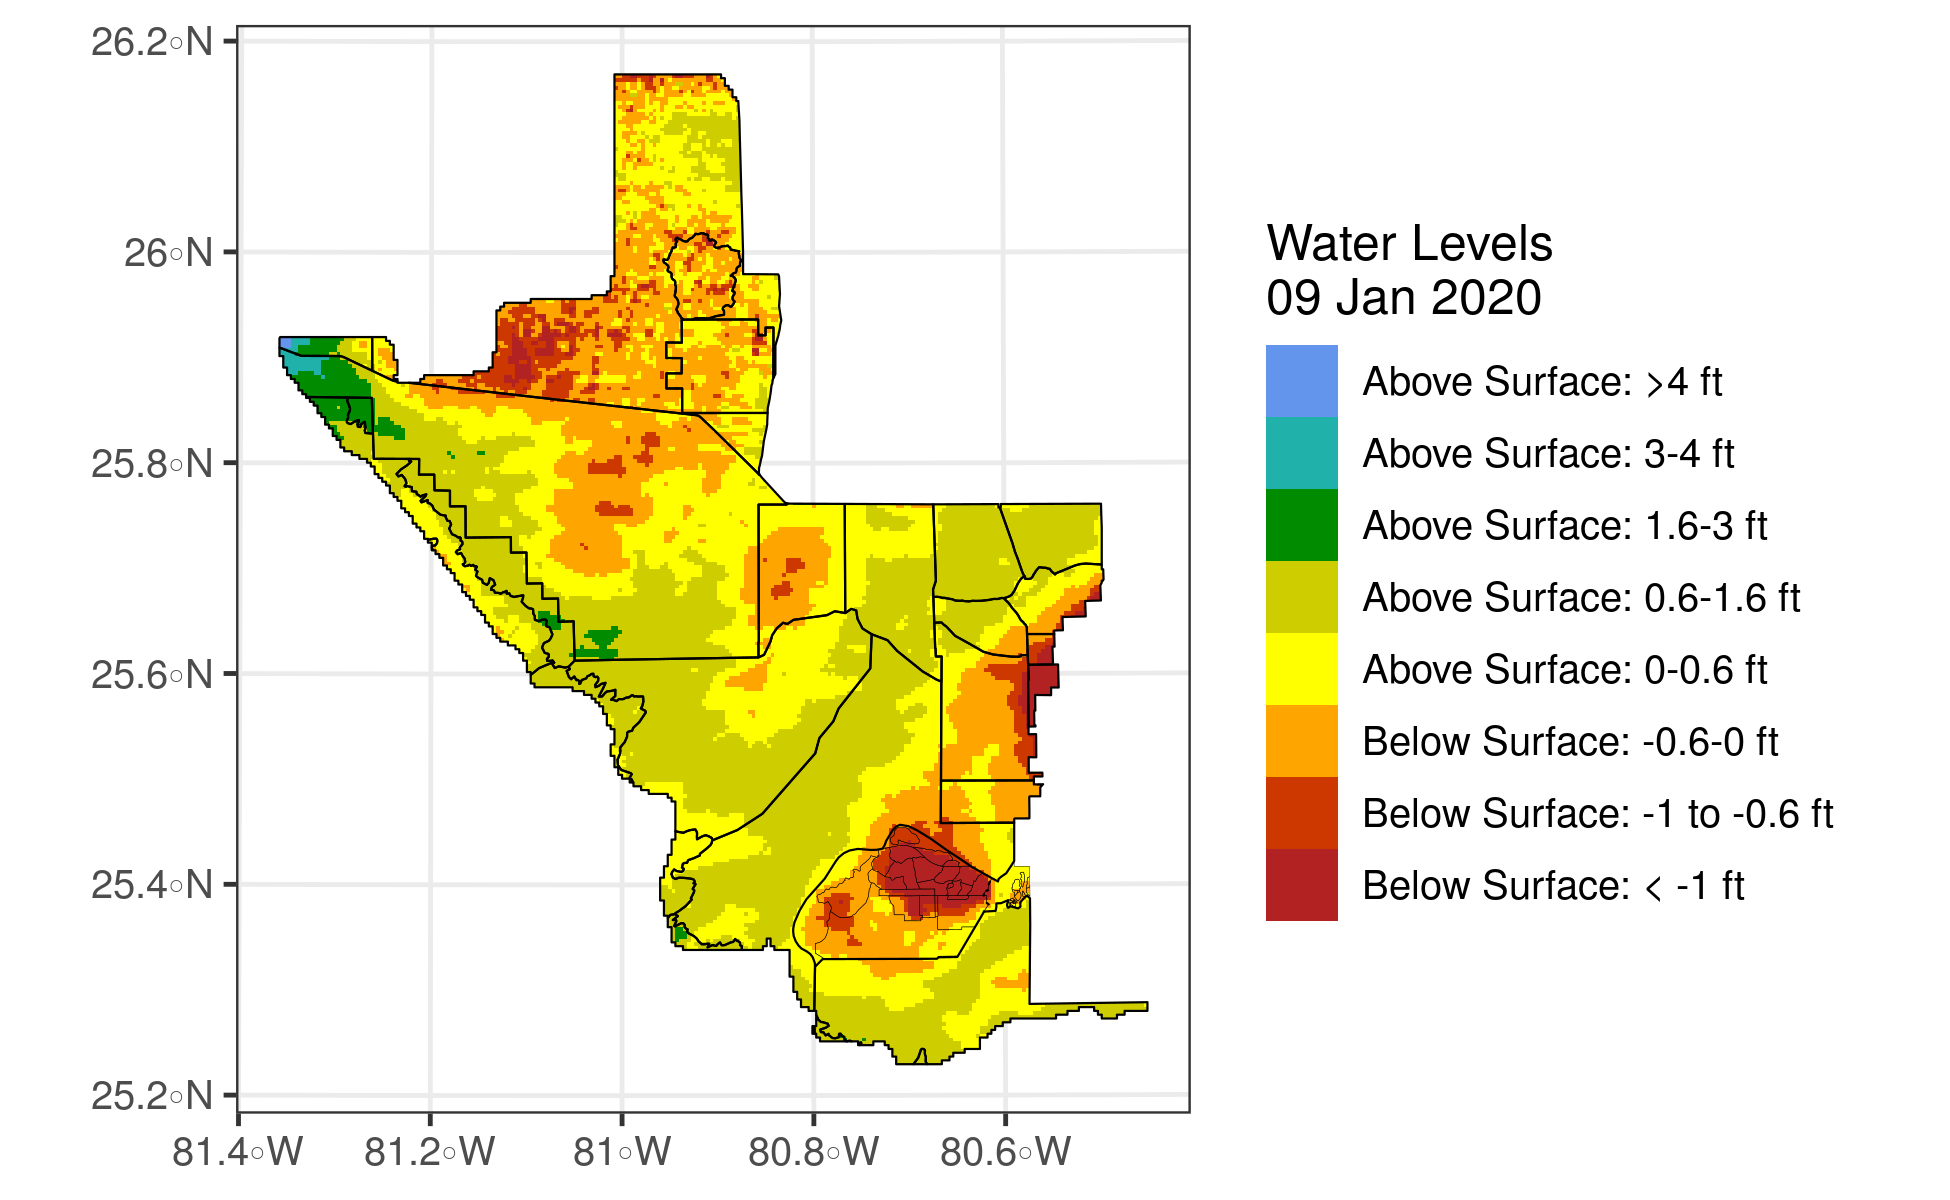 26.2◦N
26◦N
25.8◦N
25.6◦N
25.4◦N
25.2◦N
81.4◦W
81.2◦W
81◦W
80.8◦W
80.6◦W
Water Levels
09 Jan 2020
Above Surface: >4 ft
Above Surface: 3-4 ft
Above Surface: 1.6-3 ft
Above Surface: 0.6-1.6 ft
Above Surface: 0-0.6 ft
Below Surface: -0.6-0 ft
Below Surface: -1 to -0.6 ft
Below Surface: < -1 ft